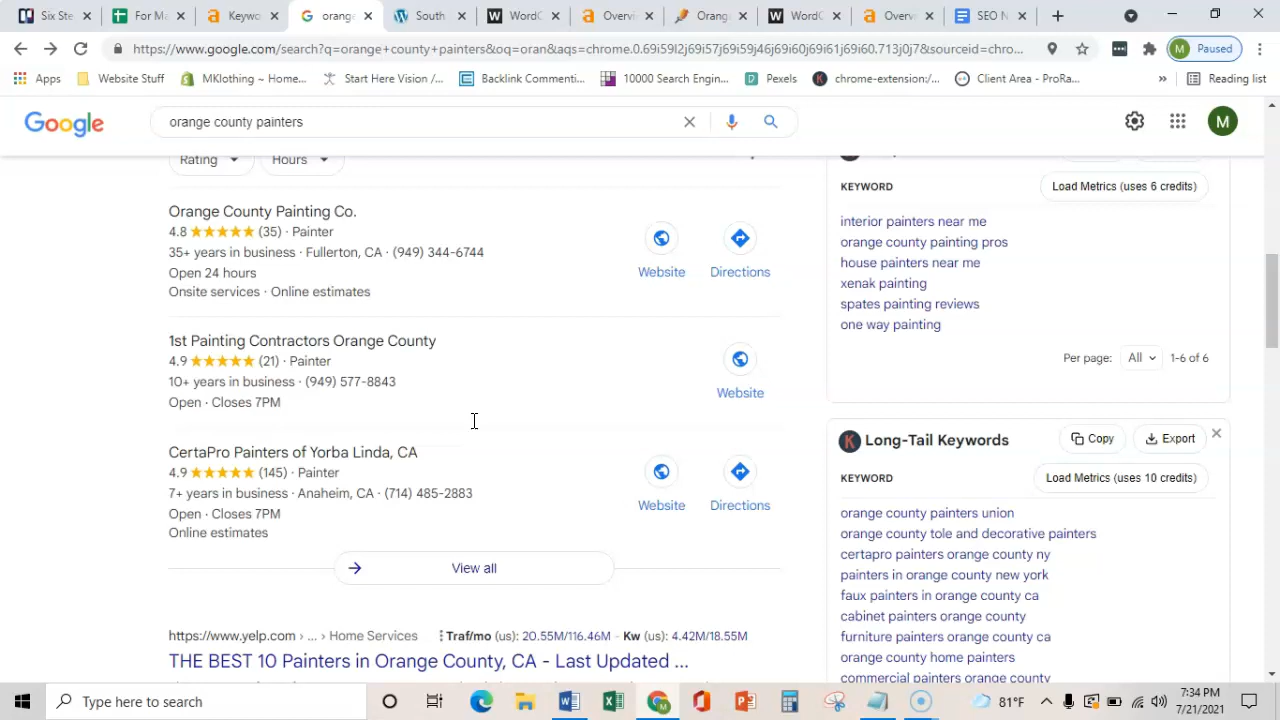 Six Ste
For Ma
Keyw
orang
South
WordC
Overvi
Orang
WordC
Overv
SEO N
https://www.google.com/search?q=orange+county+painters&oq=oran&aqs=chrome.0.69i59l2j69i57j69i59j46j69i60j69i61j69i60.713j0j7&sourceid=chro...
M Paused
Apps
Website Stuff
MKlothing ~ Home...
Start Here Vision /...
Backlink Commenti...
10000 Search Engin...
Pexels
chrome-extension:/...
Client Area - ProRa...
»
Reading list
Google
orange county painters
M
Rating
Hours
Orange County Painting Co.
4.8 ★★★★★ (35) · Painter
35+ years in business · Fullerton, CA · (949) 344-6744
Open 24 hours
Onsite services · Online estimates
Website
Directions
1st Painting Contractors Orange County
4.9 ★★★★★ (21) · Painter
10+ years in business · (949) 577-8843
Open · Closes 7PM
Website
CertaPro Painters of Yorba Linda, CA
4.9 ★★★★★ (145) · Painter
7+ years in business · Anaheim, CA · (714) 485-2883
Open · Closes 7PM
Online estimates
Website
Directions
View all
https://www.yelp.com › ... › Home Services
Traf/mo (us): 20.55M/116.46M - Kw (us): 4.42M/18.55M
THE BEST 10 Painters in Orange County, CA - Last Updated ...
KEYWORD
Load Metrics (uses 6 credits)
interior painters near me
orange county painting pros
house painters near me
xenak painting
spates painting reviews
one way painting
Per page: All 1-6 of 6
K Long-Tail Keywords
Copy
Export
KEYWORD
Load Metrics (uses 10 credits)
orange county painters union
orange county tole and decorative painters
certapro painters orange county ny
painters in orange county new york
faux painters in orange county ca
cabinet painters orange county
furniture painters orange county ca
orange county home painters
commercial painters orange county
Type here to search
81°F
7:34 PM
7/21/2021